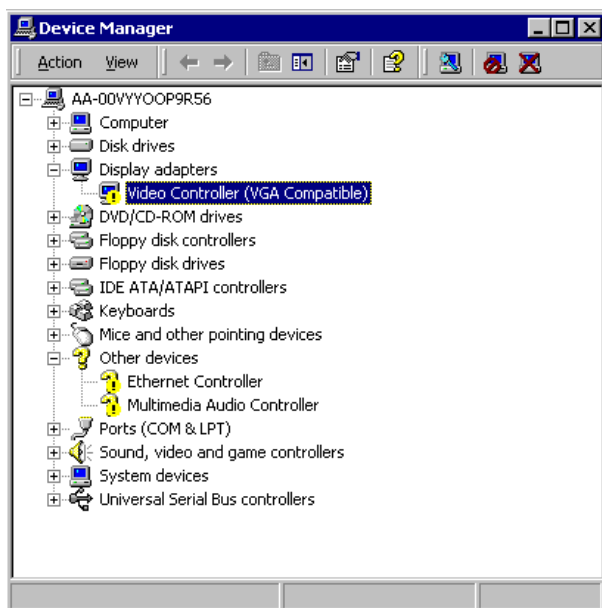 Device Manager
Action View
AA-00VYYOOP9R56
Computer
Disk drives
Display adapters
Video Controller (VGA Compatible)
DVD/CD-ROM drives
Floppy disk controllers
Floppy disk drives
IDE ATA/ATAPI controllers
Keyboards
Mice and other pointing devices
Other devices
Ethernet Controller
Multimedia Audio Controller
Ports (COM & LPT)
Sound, video and game controllers
System devices
Universal Serial Bus controllers